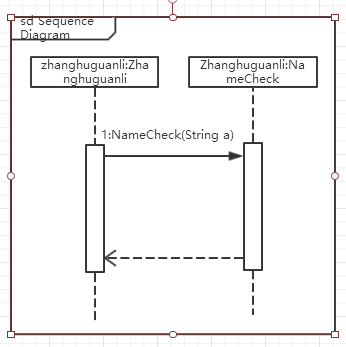 sd Sequence
Diagram
zhanghuguanli:Zha
nghuguanli
Zhanghuguanli:Na
meCheck
1:NameCheck(String a)